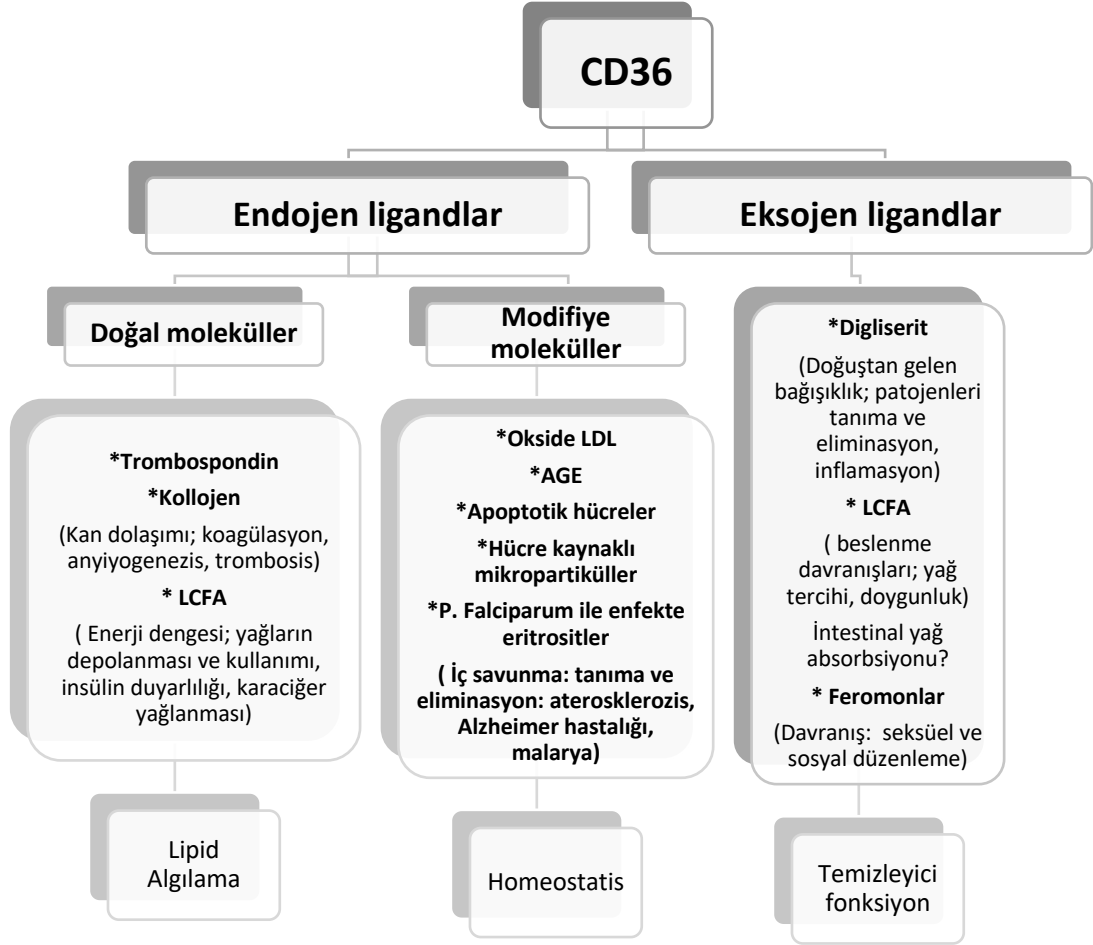 CD36
Endojen ligandlar
Eksojen ligandlar
Doğal moleküller
Modifiye
moleküller
*Trombospondin
*Kollojen
(Kan dolaşımı; koagülasyon,
anyiyogenezis, trombosis)
* LCFA
( Enerji dengesi; yağların
depolanması ve kullanımı,
insülin duyarlılığı, karaciğer
yağlanması)
*Okside LDL
*AGE
*Apoptotik hücreler
*Hücre kaynaklı
mikropartiküller
*P. Falciparum ile enfekte
eritrositler
( İç savunma: tanıma ve
eliminasyon: aterosklerozis,
Alzheimer hastalığı,
malarya)
*Digliserit
(Doğuştan gelen
bağışıklık; patojenleri
tanıma ve
eliminasyon,
inflamasyon)
* LCFA
( beslenme
davranışları; yağ
tercihi, doygunluk)
İntestinal yağ
absorbsiyonu?
* Feromonlar
(Davranış: seksüel ve
sosyal düzenleme)
Lipid
Algılama
Homeostatis
Temizleyici
fonksiyon